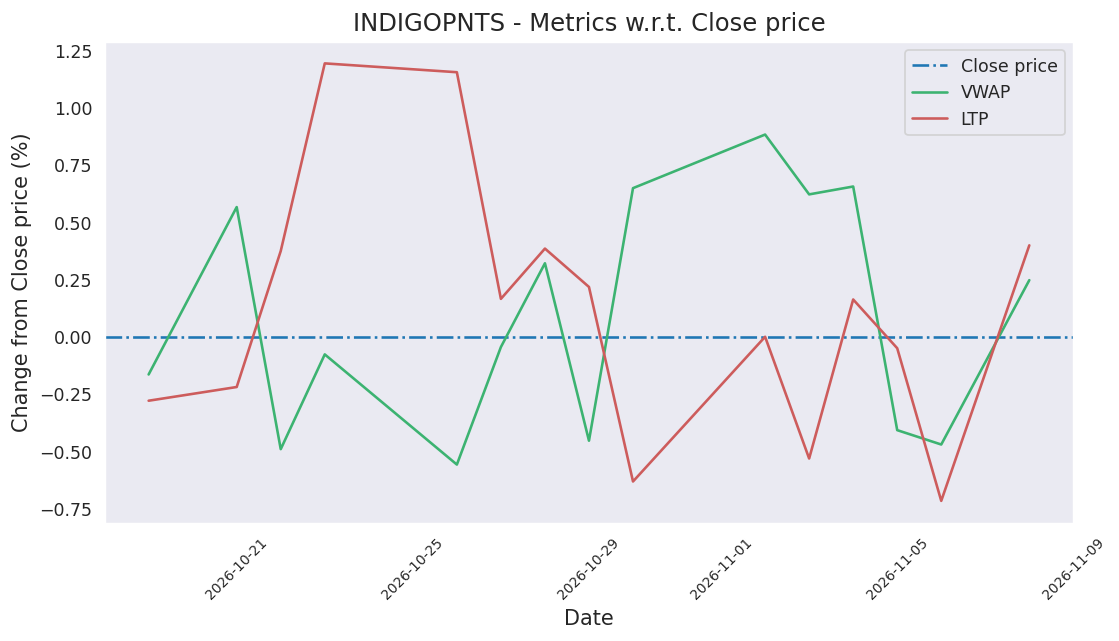 INDIGOPNTS - Metrics w.r.t. Close price
Change from Close price (%)
1.25
1.00
0.75
0.50
0.25
0.00
−0.25
−0.50
−0.75
Close price
VWAP
LTP
2026-10-21
2026-10-25
2026-10-29
2026-11-01
2026-11-05
2026-11-09
Date